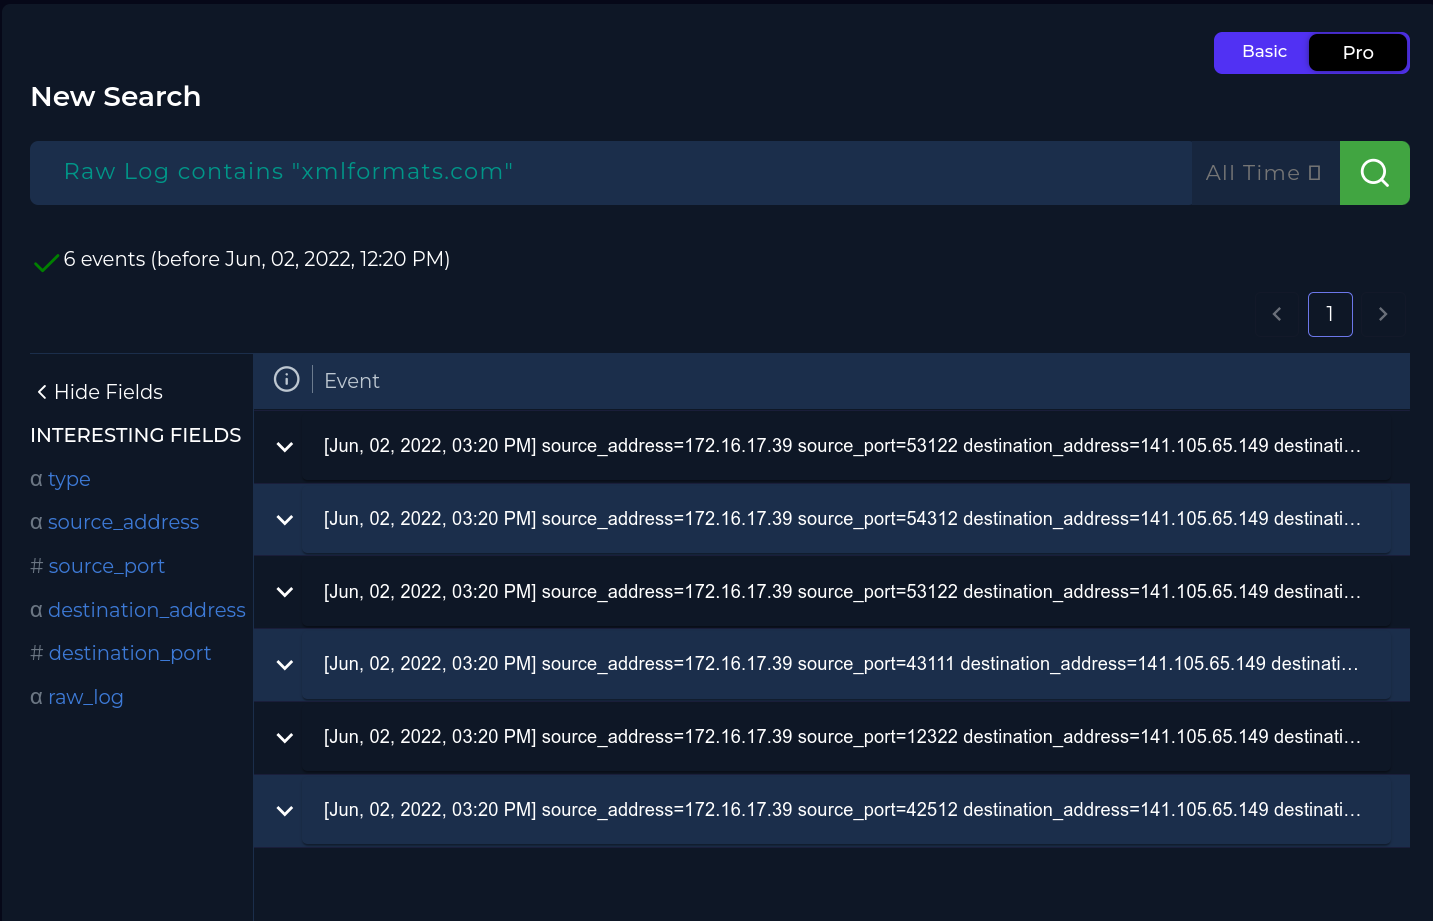 Basic Pro
New Search
Raw Log contains "xmlformats.com" All Time
6 events (before Jun, 02, 2022, 12:20 PM)
1
Hide Fields
INTERESTING FIELDS
α type
α source_address
# source_port
α destination_address
# destination_port
α raw_log
Event
[Jun, 02, 2022, 03:20 PM] source_address=172.16.17.39 source_port=53122 destination_address=141.105.65.149 destinati...
[Jun, 02, 2022, 03:20 PM] source_address=172.16.17.39 source_port=54312 destination_address=141.105.65.149 destinati...
[Jun, 02, 2022, 03:20 PM] source_address=172.16.17.39 source_port=53122 destination_address=141.105.65.149 destinati...
[Jun, 02, 2022, 03:20 PM] source_address=172.16.17.39 source_port=43111 destination_address=141.105.65.149 destinati...
[Jun, 02, 2022, 03:20 PM] source_address=172.16.17.39 source_port=12322 destination_address=141.105.65.149 destinati...
[Jun, 02, 2022, 03:20 PM] source_address=172.16.17.39 source_port=42512 destination_address=141.105.65.149 destinati...